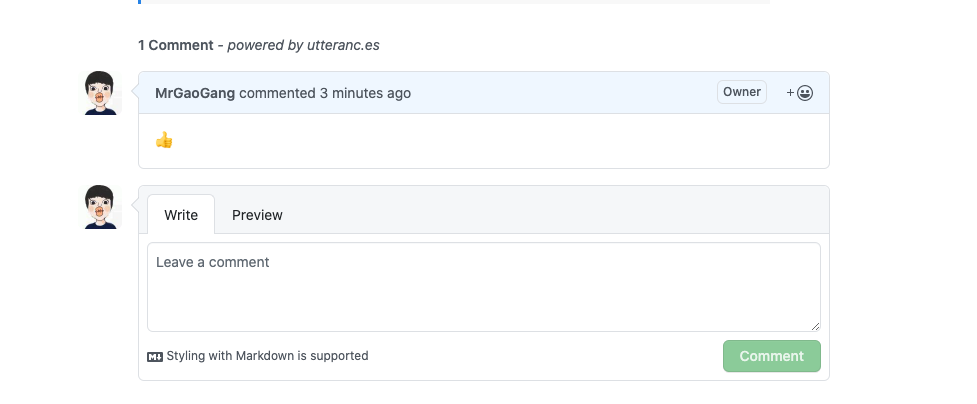 1 Comment - powered by utteranc.es
MrGaoGang commented 3 minutes ago
Owner
+
👍
Write
Preview
Leave a comment
Styling with Markdown is supported
Comment